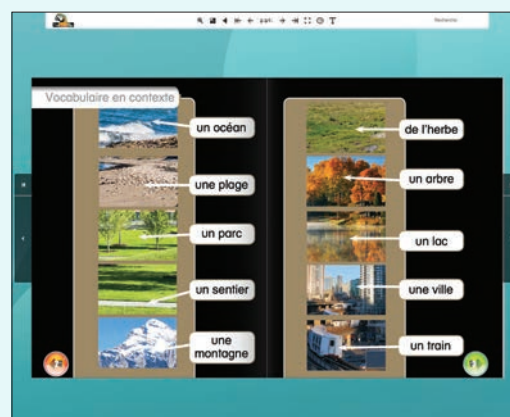 Recherche
Vocabulaire en contexte
un océan
une plage
un parc
un sentier
une
montagne
de l'herbe
un arbre
un lac
une ville
un train